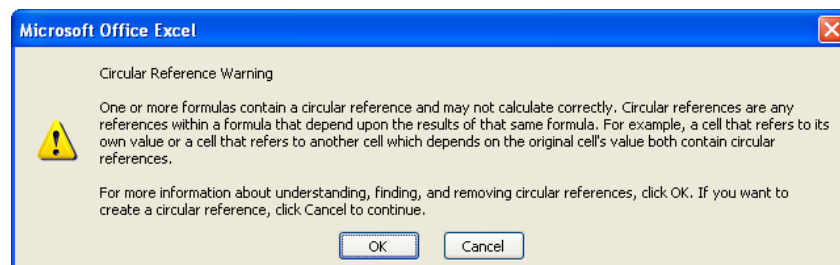 Microsoft Office Excel
Circular Reference Warning
One or more formulas contain a circular reference and may not calculate correctly. Circular references are any
references within a formula that depend upon the results of that same formula. For example, a cell that refers to its
own value or a cell that refers to another cell which depends on the original cell's value both contain circular
references.
For more information about understanding, finding, and removing circular references, click OK. If you want to
create a circular reference, click Cancel to continue.
OK
Cancel